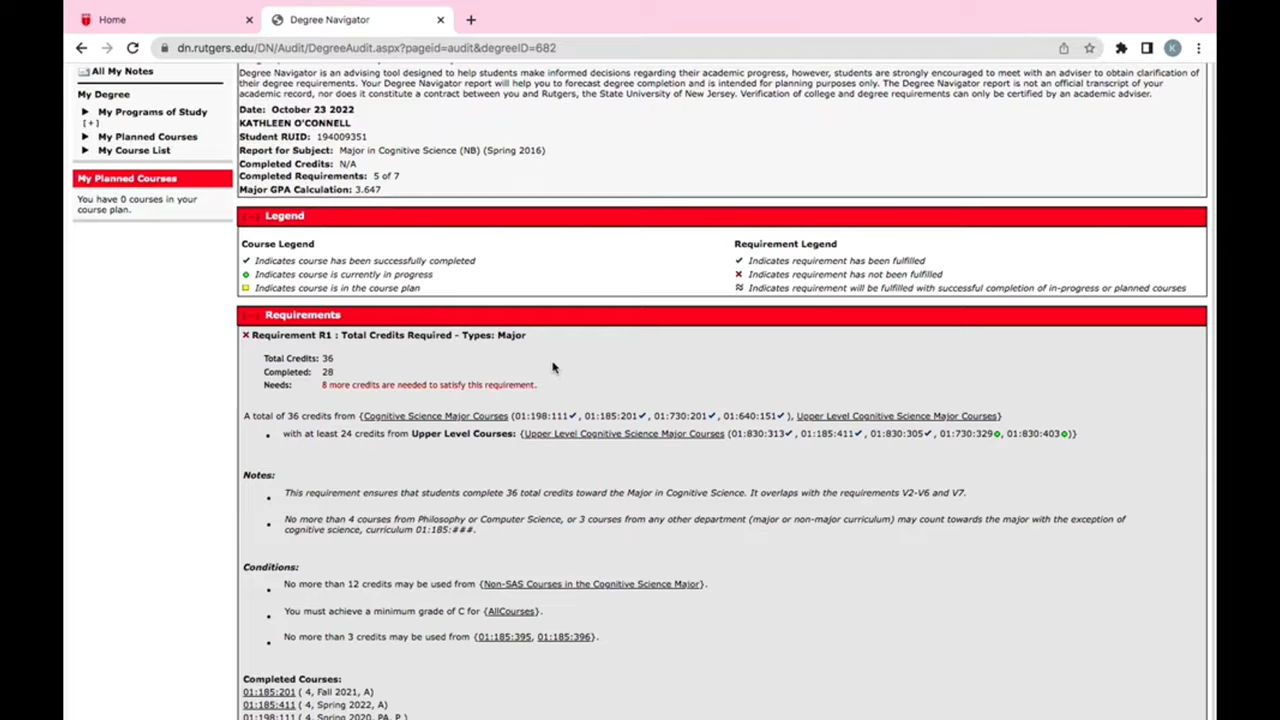 Home
Degree Navigator
dn.rutgers.edu/DN/Audit/DegreeAudit.aspx?pageid=audit&degreeID=682
K
All My Notes
My Degree
My Programs of Study
[+]
My Planned Courses
My Course List
My Planned Courses
You have 0 courses in your
course plan.
Degree Navigator is an advising tool designed to help students make informed decisions regarding their academic progress, however, students are strongly encouraged to meet with an adviser to obtain clarification of
their degree requirements. Your Degree Navigator report will help you to forecast degree completion and is intended for planning purposes only. The Degree Navigator report is not an official transcript of your
academic record, nor does it constitute a contract between you and Rutgers, the State University of New Jersey. Verification of college and degree requirements can only be certified by an academic adviser.
Date: October 23 2022
KATHLEEN O'CONNELL
Student RUID: 194009351
Report for Subject: Major in Cognitive Science (NB) (Spring 2016)
Completed Credits: N/A
Completed Requirements: 5 of 7
Major GPA Calculation: 3.647
Legend
Course Legend
Indicates course has been successfully completed
Indicates course is currently in progress
Indicates course is in the course plan
Requirement Legend
Indicates requirement has been fulfilled
Indicates requirement has not been fulfilled
Indicates requirement will be fulfilled with successful completion of in-progress or planned courses
Requirements
Requirement R1 : Total Credits Required - Types: Major
Total Credits: 36
Completed: 28
Needs: 8 more credits are needed to satisfy this requirement.
A total of 36 credits from {Cognitive Science Major Courses (01:198:111✓, 01:185:201✓, 01:730:201✓, 01:640:151✓), Upper Level Cognitive Science Major Courses}
with at least 24 credits from Upper Level Courses: {Upper Level Cognitive Science Major Courses (01:830:313✓, 01:185:411✓, 01:830:305✓, 01:730:329, 01:830:403)}
Notes:
This requirement ensures that students complete 36 total credits toward the Major in Cognitive Science. It overlaps with the requirements V2-V6 and V7.
No more than 4 courses from Philosophy or Computer Science, or 3 courses from any other department (major or non-major curriculum) may count towards the major with the exception of
cognitive science, curriculum 01:185:###.
Conditions:
No more than 12 credits may be used from {Non-SAS Courses in the Cognitive Science Major}.
You must achieve a minimum grade of C for {AllCourses}.
No more than 3 credits may be used from {01:185:395, 01:185:396}.
Completed Courses:
01:185:201 ( 4, Fall 2021, A)
01:185:411 ( 4, Spring 2022, A)
01:198:111 ( 4, Spring 2020, PA, P )